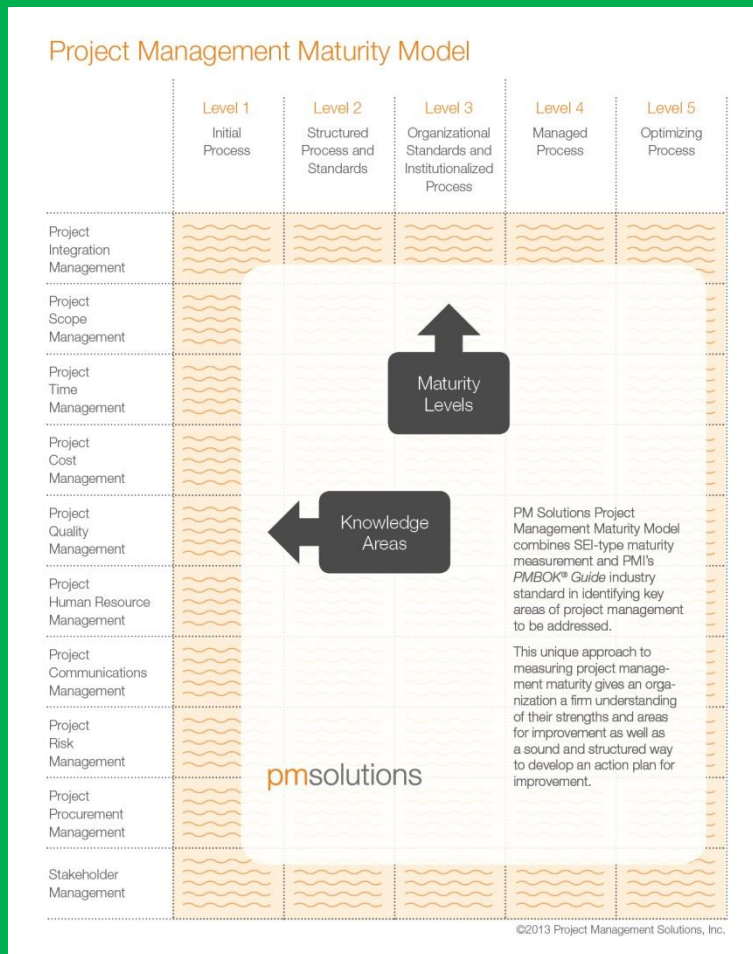 Project Management Maturity Model
Level 1
Initial
Process
Level 2
Structured
Process and
Standards
Level 3
Organizational
Standards and
Institutionalized
Process
Level 4
Managed
Process
Level 5
Optimizing
Process
Project
Integration
Management
Project
Scope
Management
Project
Time
Management
Project
Cost
Management
Project
Quality
Management
Project
Human Resource
Management
Project
Communications
Management
Project
Risk
Management
Project
Procurement
Management
Stakeholder
Management
Maturity
Levels
Knowledge
Areas
PM Solutions Project
Management Maturity Model
combines SEI-type maturity
measurement and PMI's
PMBOK® Guide industry
standard in identifying key
areas of project management
to be addressed.
This unique approach to
measuring project manage-
ment maturity gives an orga-
nization a firm understanding
of their strengths and areas
for improvement as well as
a sound and structured way
to develop an action plan for
improvement.
pmsolutions
©2013 Project Management Solutions, Inc.